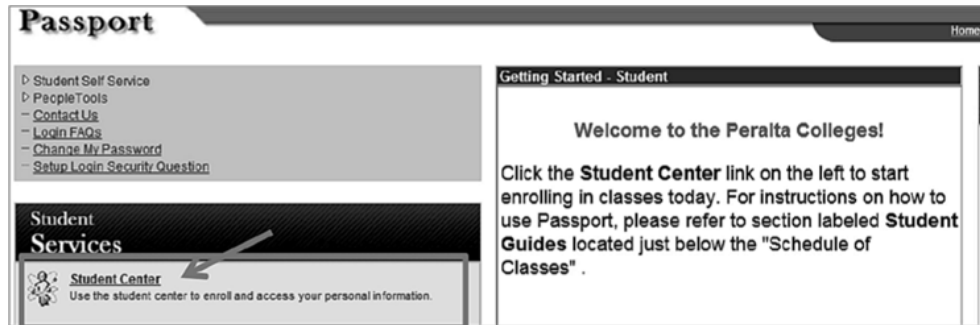 Passport
Home
Student Self Service
PeopleTools
Contact Us
Login FAQs
Change My Password
Setup Login Security Question
Student
Services
Student Center
Use the student center to enroll and access your personal information.
Getting Started - Student
Welcome to the Peralta Colleges!
Click the Student Center link on the left to start
enrolling in classes today. For instructions on how to
use Passport, please refer to section labeled Student
Guides located just below the "Schedule of
Classes" .